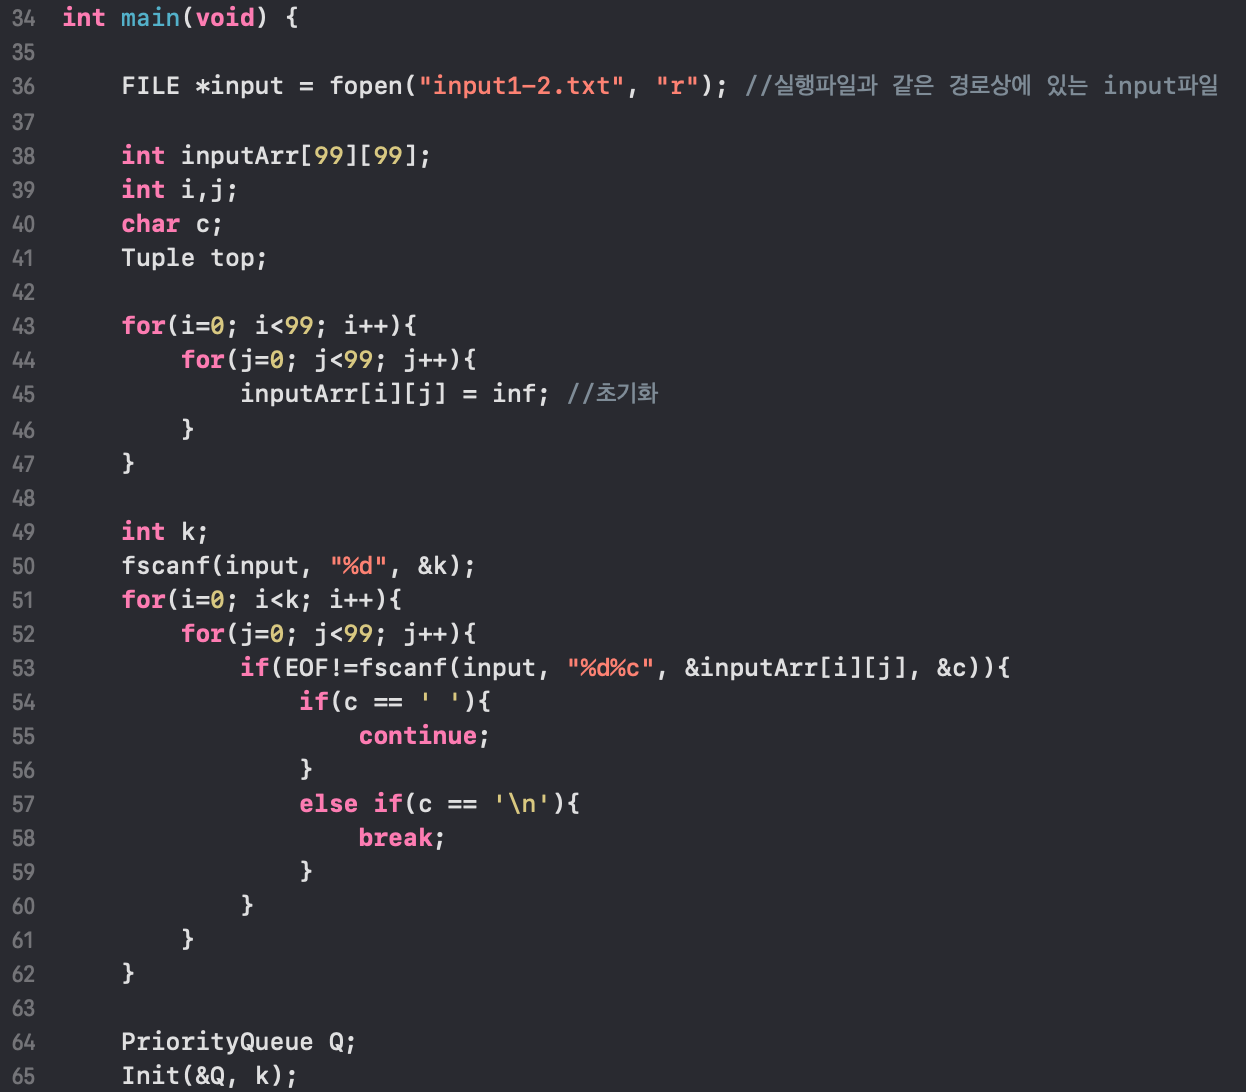 34 int main(void) {
35
36     FILE *input = fopen("input1-2.txt", "r"); //실행파일과 같은 경로상에 있는 input파일
37
38     int inputArr[99][99];
39     int i,j;
40     char c;
41     Tuple top;
42
43     for(i=0; i<99; i++){
44         for(j=0; j<99; j++){
45             inputArr[i][j] = inf; //초기화
46         }
47     }
48
49     int k;
50     fscanf(input, "%d", &k);
51     for(i=0; i<k; i++){
52         for(j=0; j<99; j++){
53             if(EOF!=fscanf(input, "%d%c", &inputArr[i][j], &c)){
54                 if(c == ' '){
55                     continue;
56                 }
57                 else if(c == '\n'){
58                     break;
59                 }
60             }
61         }
62     }
63
64     PriorityQueue Q;
65     Init(&Q, k);